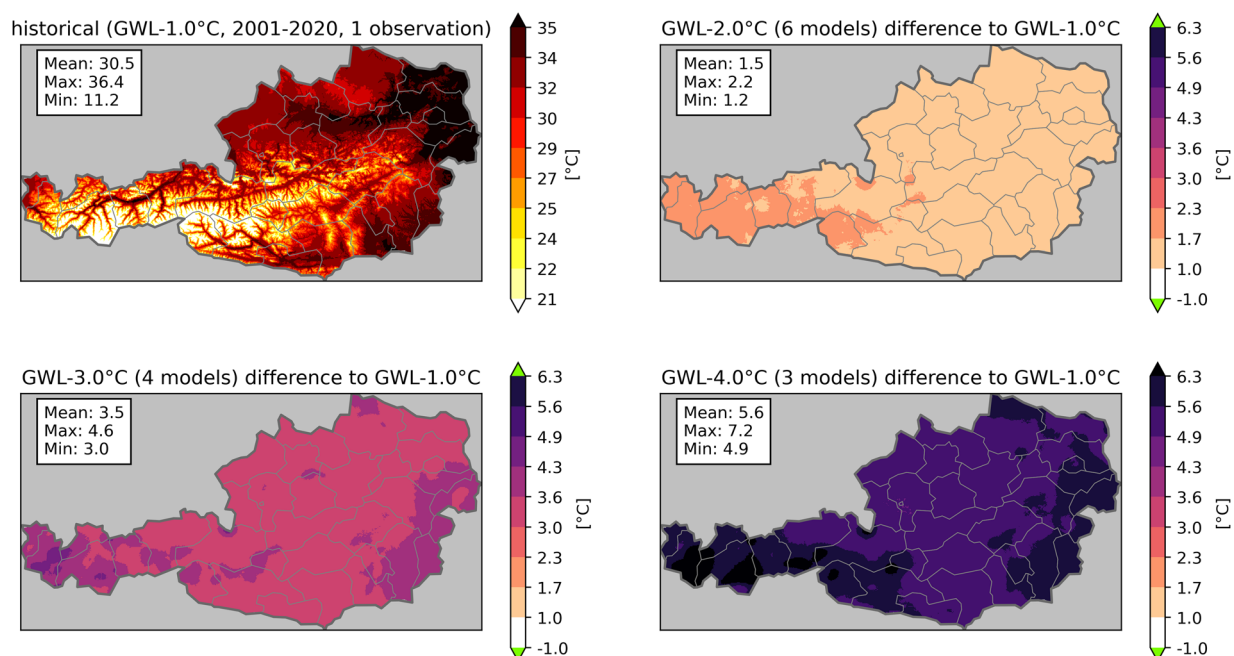 historical (GWL-1.0°C, 2001-2020, 1 observation)
Mean: 30.5
Max: 36.4
Min: 11.2
35
34
32
30
29
27
25
24
22
21
[°C]
GWL-2.0°C (6 models) difference to GWL-1.0°C
Mean: 1.5
Max: 2.2
Min: 1.2
6.3
5.6
4.9
4.3
3.6
3.0
2.3
1.7
1.0
-1.0
[°C]
GWL-3.0°C (4 models) difference to GWL-1.0°C
Mean: 3.5
Max: 4.6
Min: 3.0
6.3
5.6
4.9
4.3
3.6
3.0
2.3
1.7
1.0
-1.0
[°C]
GWL-4.0°C (3 models) difference to GWL-1.0°C
Mean: 5.6
Max: 7.2
Min: 4.9
6.3
5.6
4.9
4.3
3.6
3.0
2.3
1.7
1.0
-1.0
[°C]